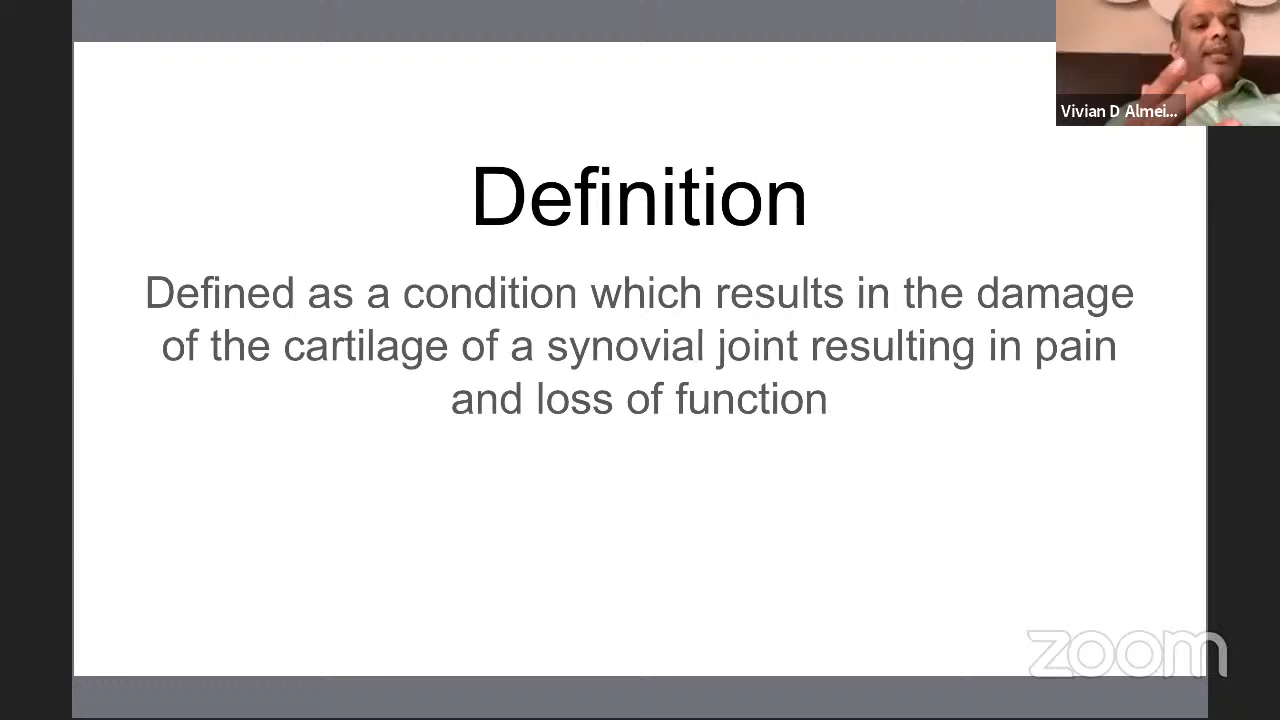 Vivian D Almei...
Definition
Defined as a condition which results in the damage
of the cartilage of a synovial joint resulting in pain
and loss of function
zoom